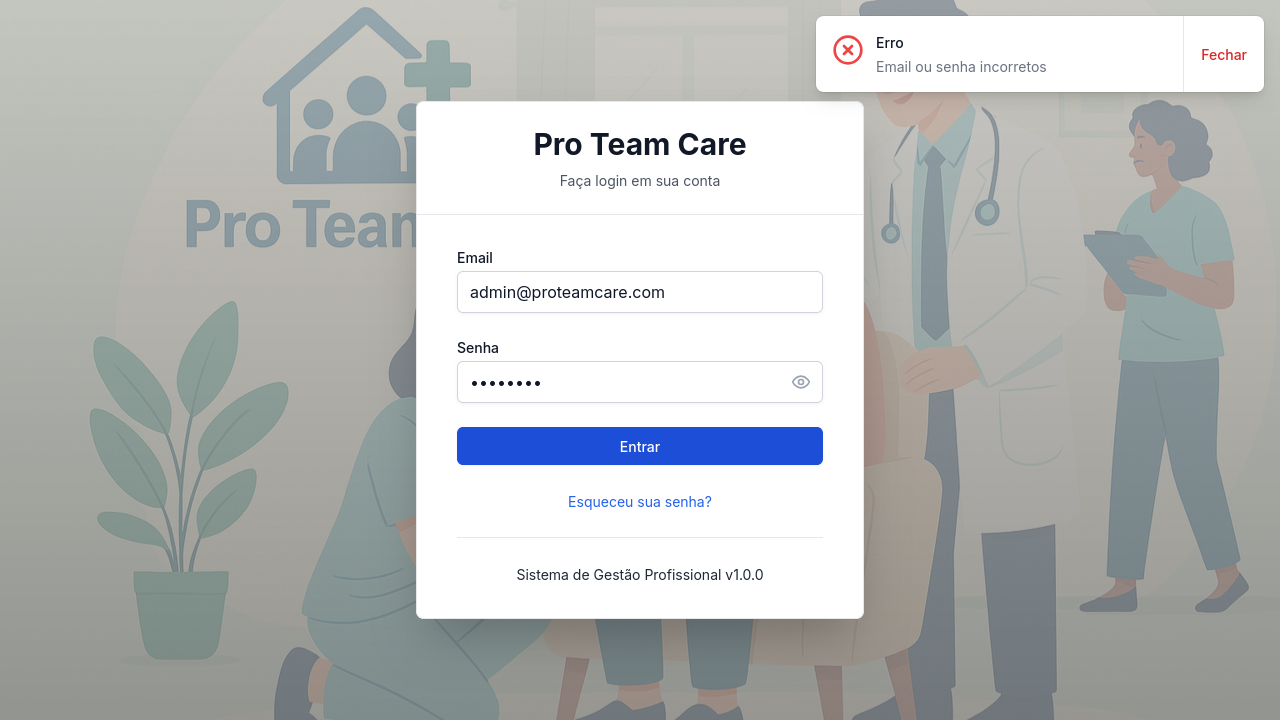 Erro
Email ou senha incorretos
Fechar
Pro Team
Pro Team Care
Faça login em sua conta
Email
admin@proteamcare.com
Senha
Entrar
Esqueceu sua senha?
Sistema de Gestão Profissional v1.0.0